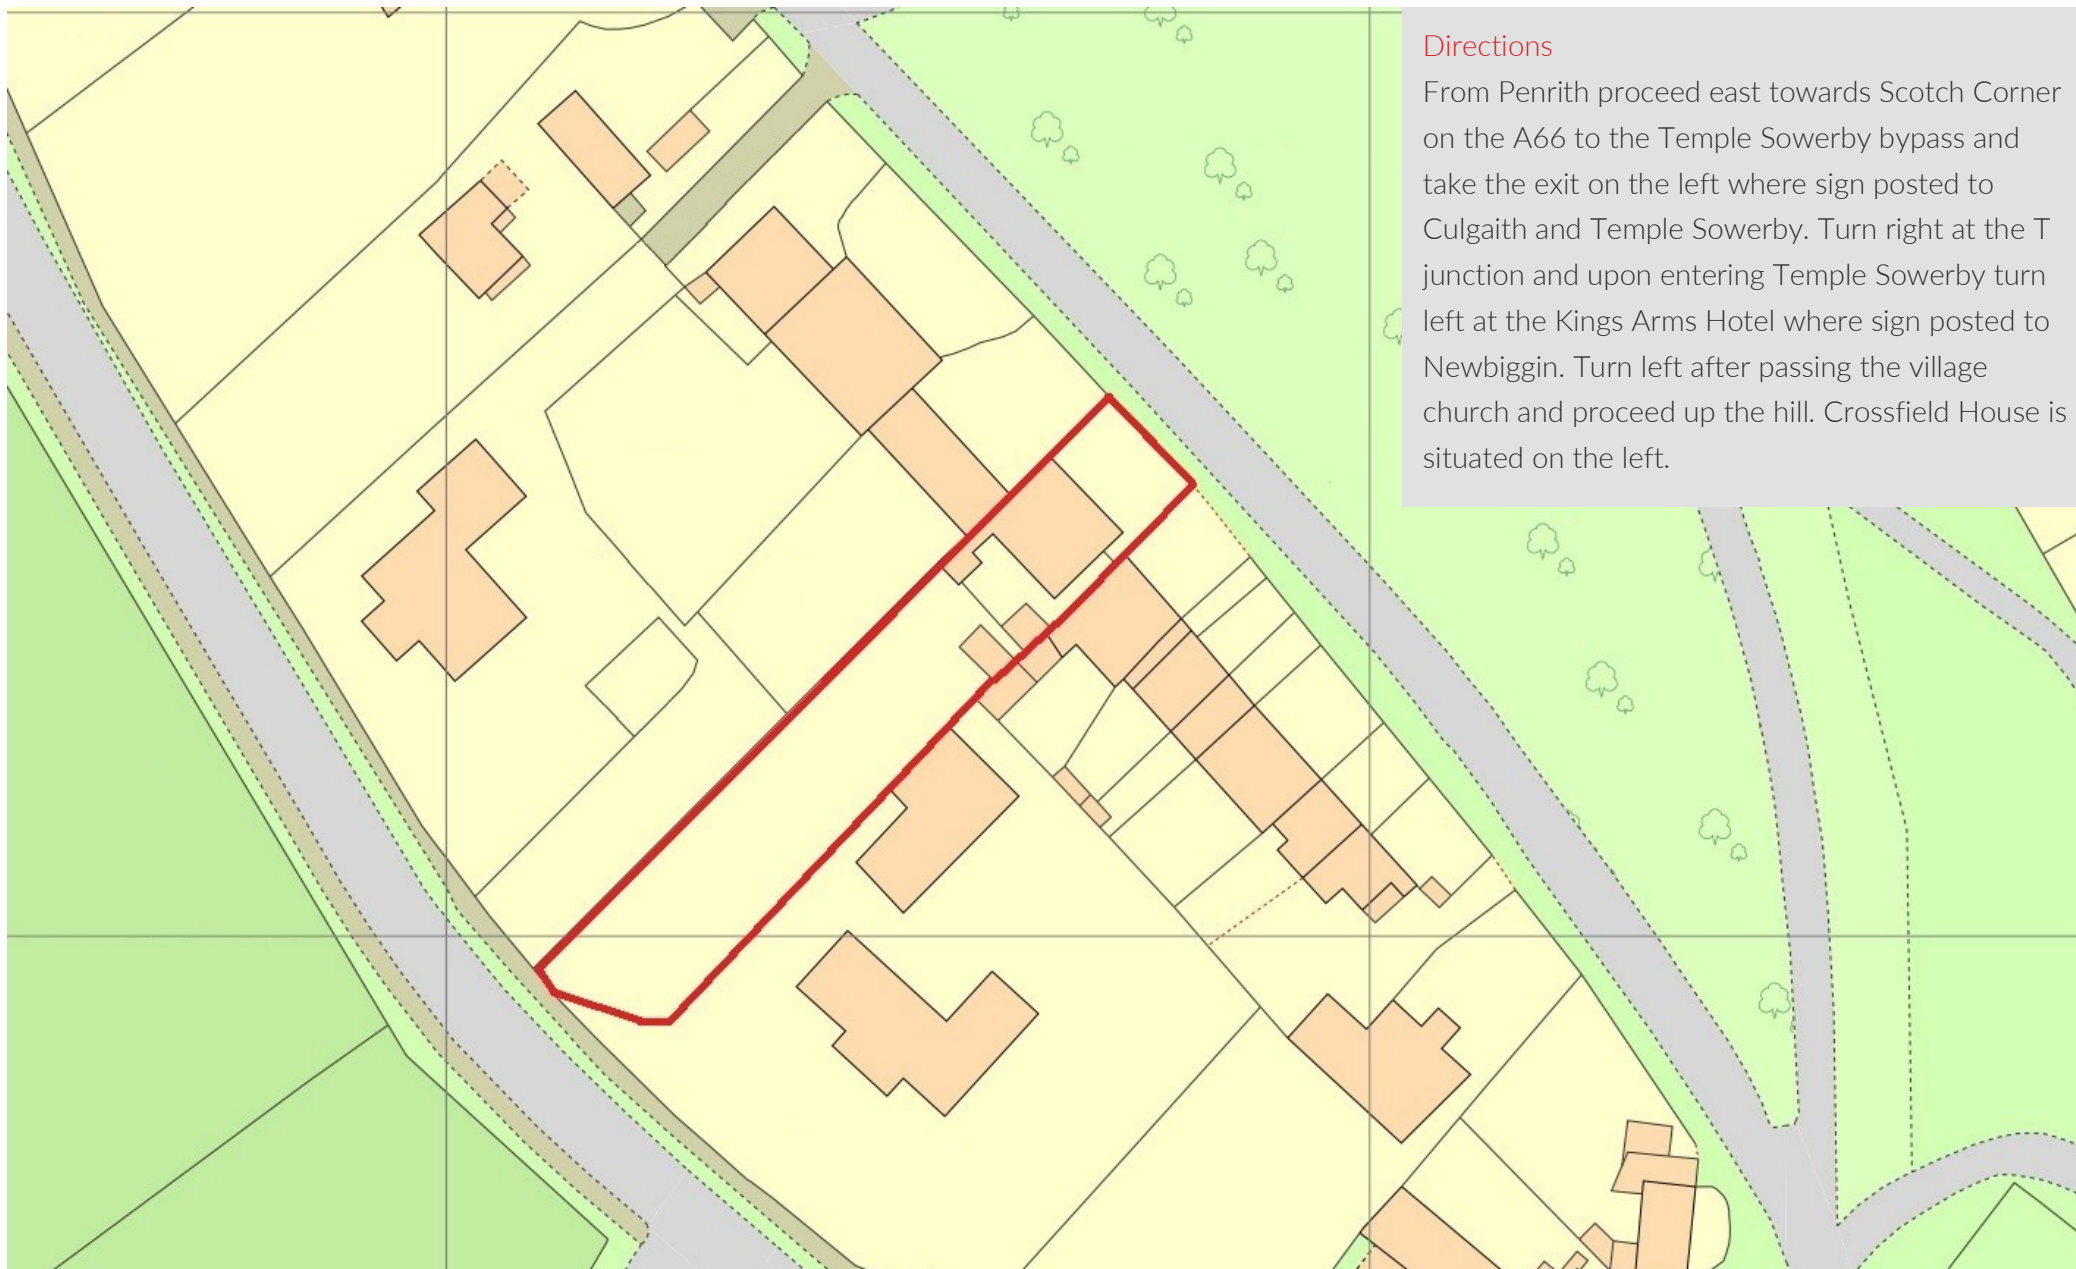 Directions
From Penrith proceed east towards Scotch Corner
on the A66 to the Temple Sowerby bypass and
take the exit on the left where sign posted to
Culgaith and Temple Sowerby. Turn right at the T
junction and upon entering Temple Sowerby turn
left at the Kings Arms Hotel where sign posted to
Newbiggin. Turn left after passing the village
church and proceed up the hill. Crossfield House is
situated on the left.